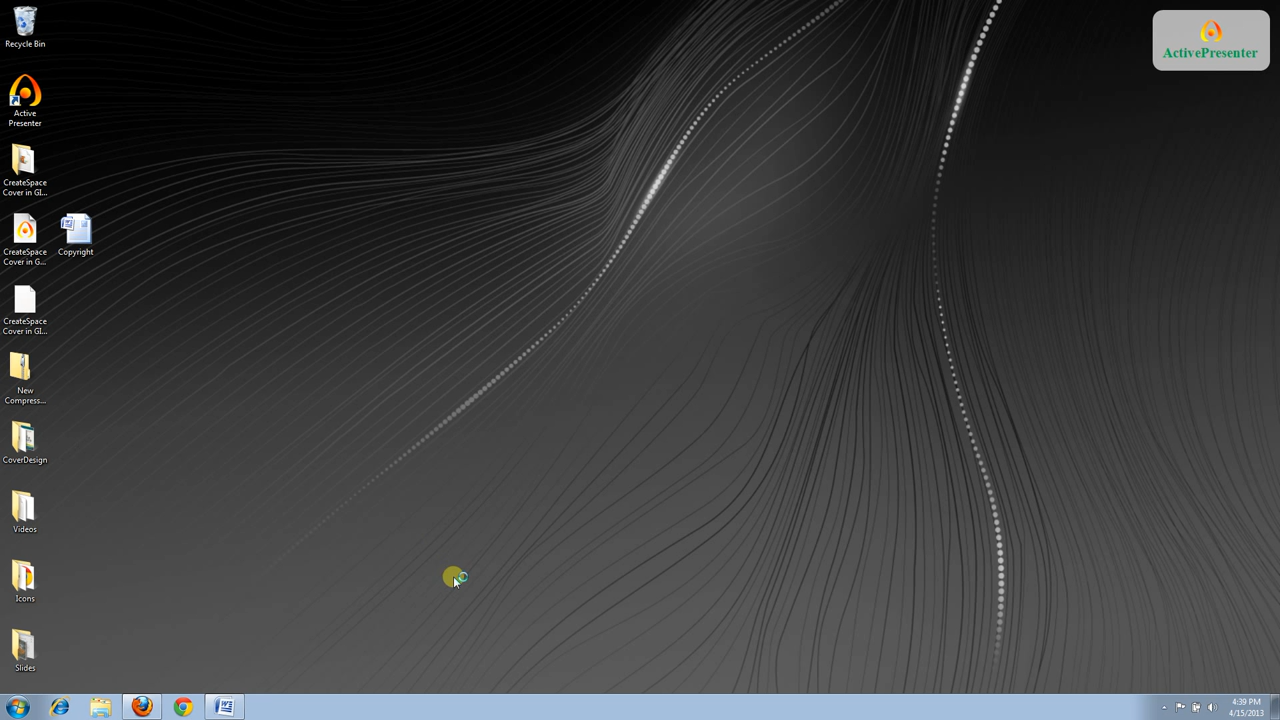 Recycle Bin
ActivePresenter
Active
Presenter
CreateSpace
Cover in GI...
CreateSpace
Cover in G...
Copyright
CreateSpace
Cover in GI...
New
Compress...
CoverDesign
Videos
Icons
Slides
4:39 PM
4/15/2013